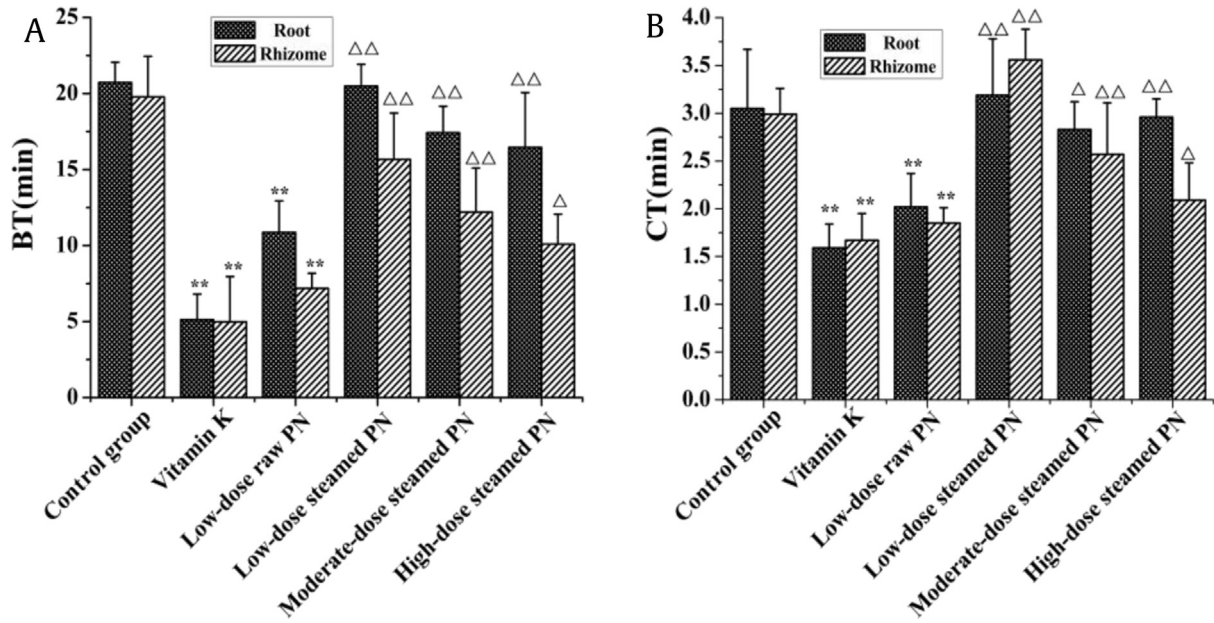 A
Root
Rhizome
BT(min)
25
20
15
10
5
0
** ** ** ** △△ △△ △△ △△ △△ △
Control group
Vitamin K
Low-dose raw PN
Low-dose steamed PN
Moderate-dose steamed PN
High-dose steamed PN
B
Root
Rhizome
CT(min)
4.0
3.5
3.0
2.5
2.0
1.5
1.0
0.5
0.0
** ** ** ** △△ △△ △ △△ △△ △
Control group
Vitamin K
Low-dose raw PN
Low-dose steamed PN
Moderate-dose steamed PN
High-dose steamed PN